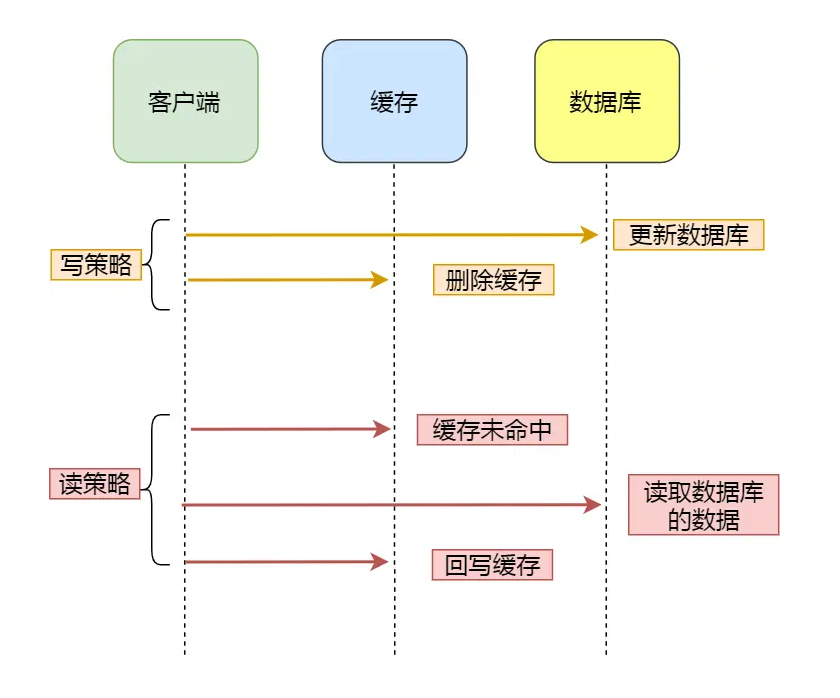 客户端
缓存
数据库
更新数据库
写策略
删除缓存
缓存未命中
读策略
读取数据库
的数据
回写缓存